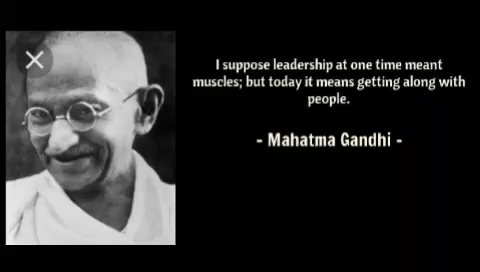 I suppose leadership at one time meant
muscles; but today it means getting along with
people.
- Mahatma Gandhi -